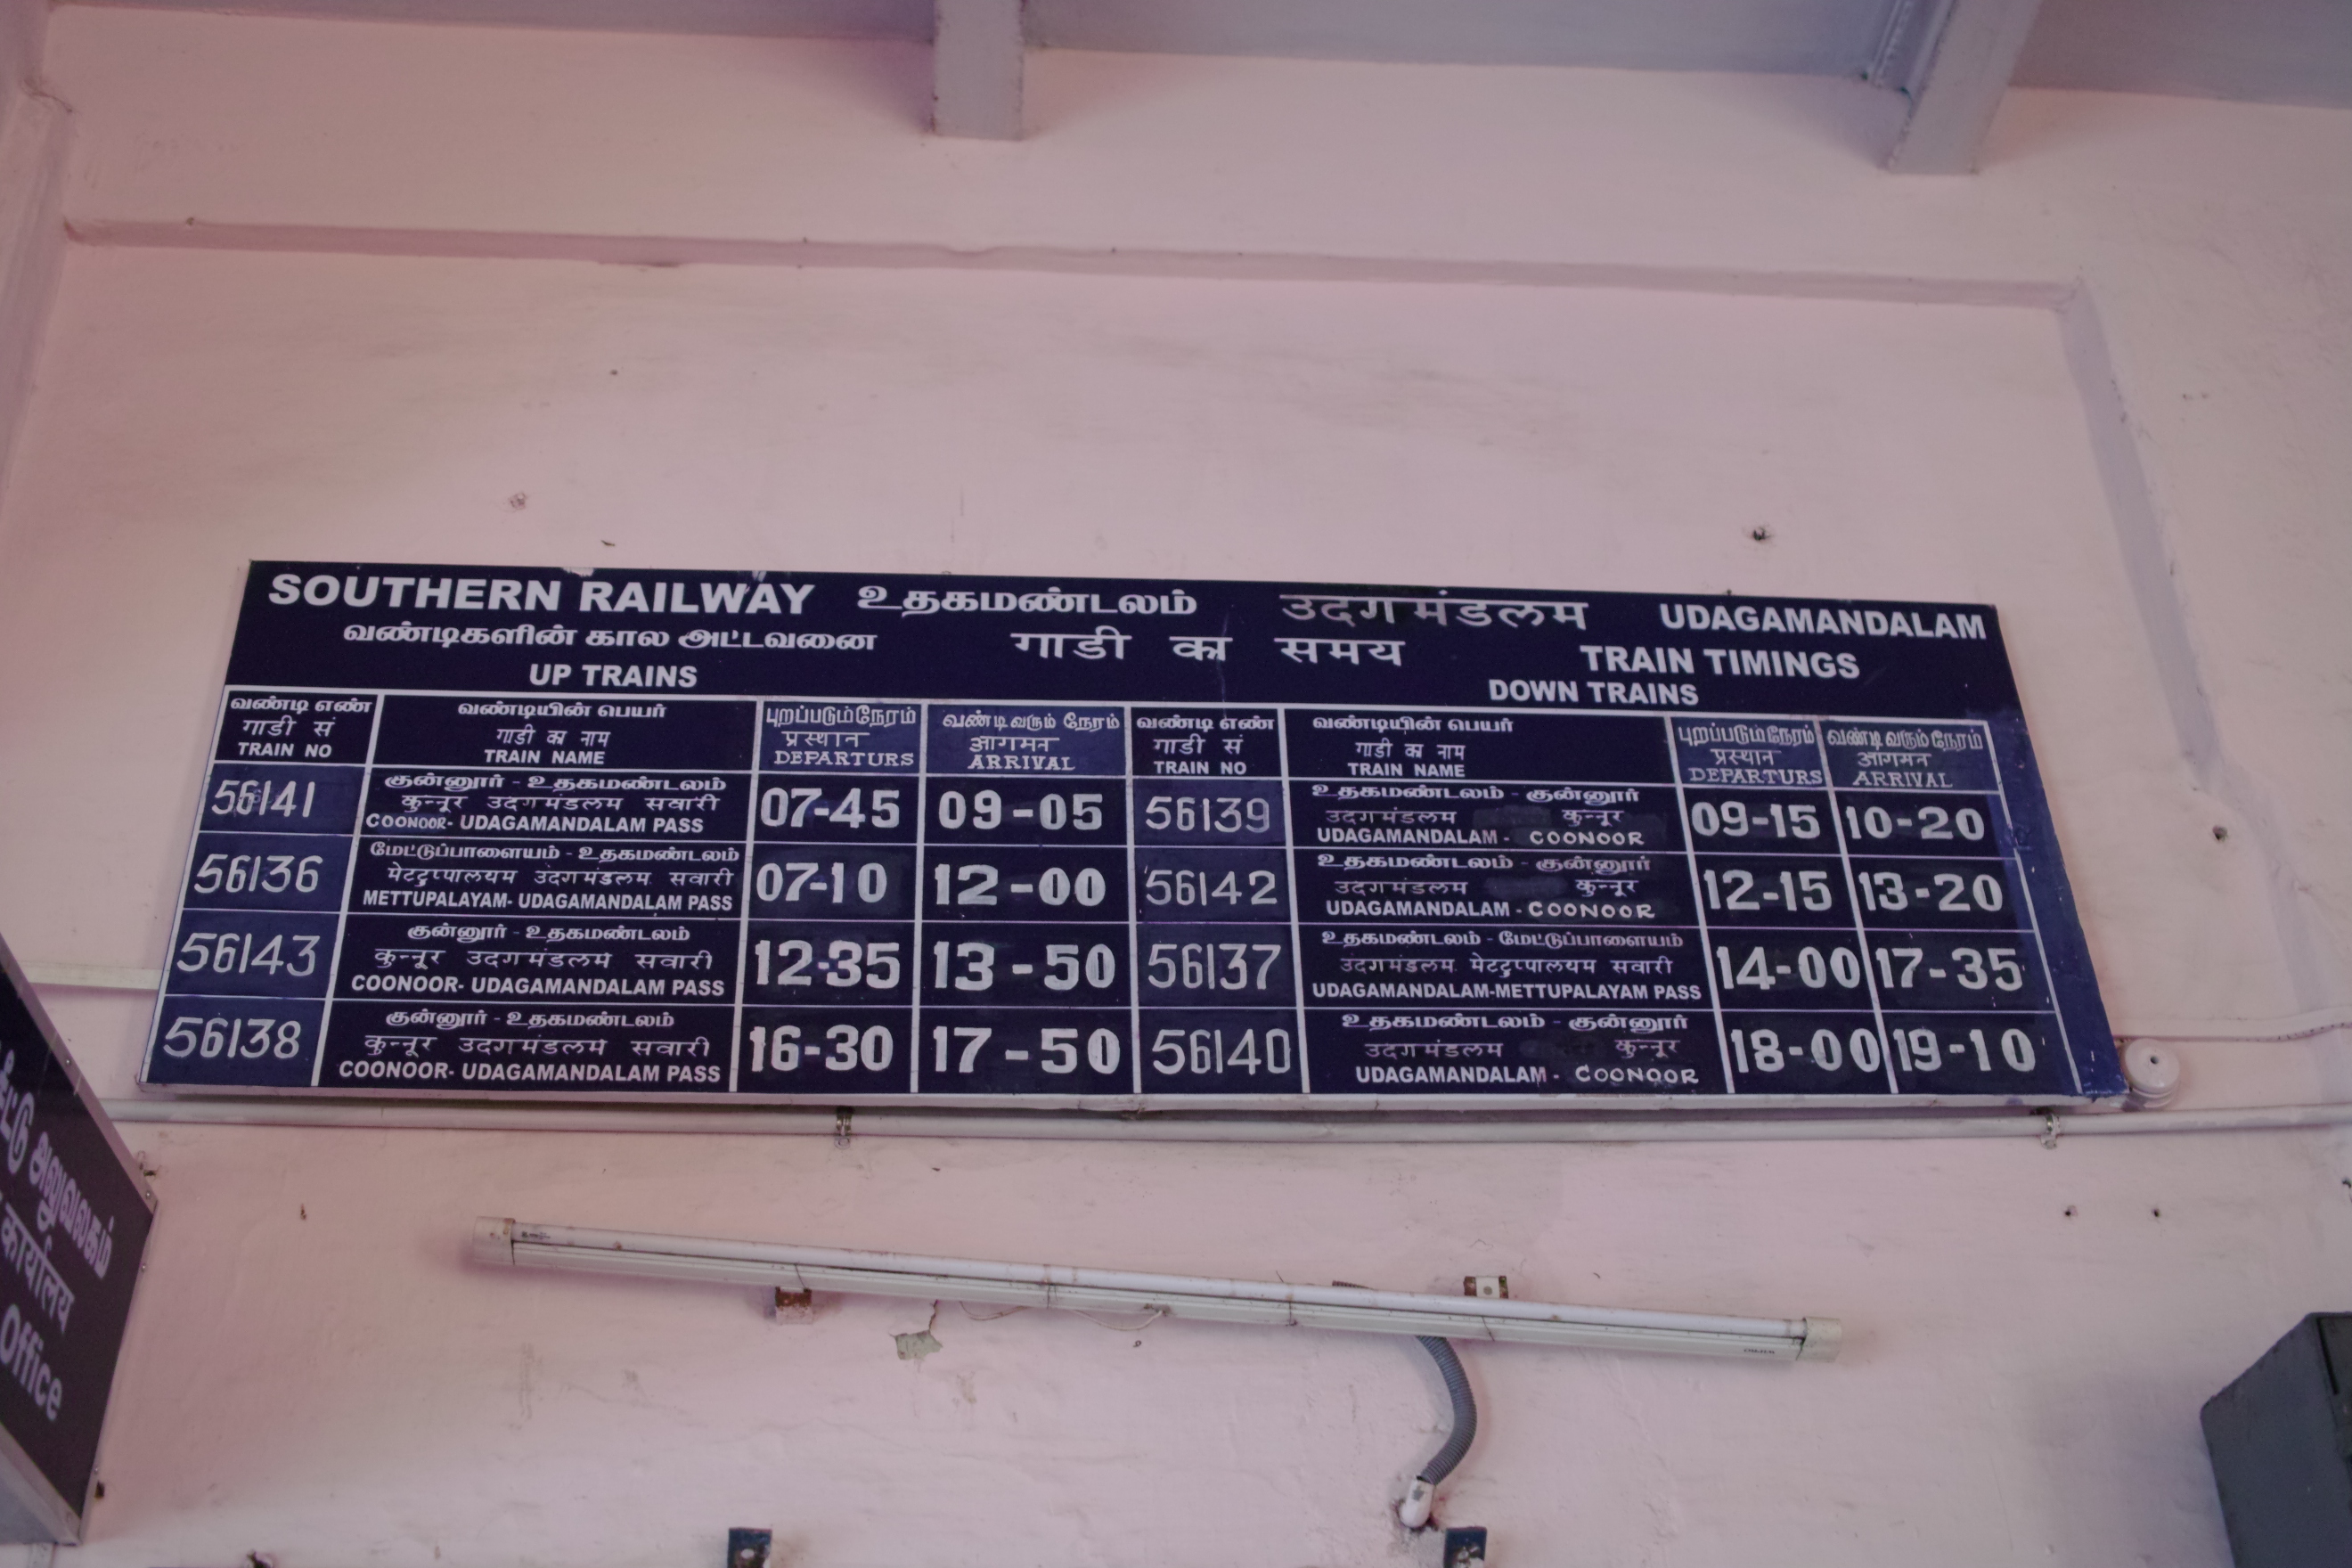 SOUTHERN RAILWAY உதகமண்டலம் उदगमंडलम UDAGAMANDALAM
வண்டிகளின் கால அட்டவனை गाडी का समय TRAIN TIMINGS
UP TRAINS DOWN TRAINS
வண்டி எண் வண்டியின் பெயர் புறப்படும்நேரம் வண்டி வரும் நேரம் வண்டி எண் வண்டியின் பெயர் புறப்படும்நேரம் வண்டி வரும் நேரம்
गाडी सं गाडी का नाम प्रस्थान आगमन गाडी सं गाडी का नाम प्रस्थान आगमन
TRAIN NO TRAIN NAME DEPARTURS ARRIVAL TRAIN NO TRAIN NAME DEPARTURS ARRIVAL
குன்னூர் - உதகமண்டலம் உதகமண்டலம் - குன்னூர்
56141 कुन्नूर उदगमंडलम सवारी 07-45 09-05 56139 उदगमंडलम कुन्नूर 09-15 10-20
COONOOR- UDAGAMANDALAM PASS UDAGAMANDALAM - COONOOR
மேட்டுப்பாளையம் - உதகமண்டலம் உதகமண்டலம் - குன்னூர்
56136 मेटटुप्पालयम उदगमंडलम सवारी 07-10 12-00 56142 उदगमंडलम कुन्नूर 12-15 13-20
METTUPALAYAM- UDAGAMANDALAM PASS UDAGAMANDALAM - COONOOR
குன்னூர் - உதகமண்டலம் உதகமண்டலம் - மேட்டுப்பாளையம்
56143 कुन्नूर उदगमंडलम सवारी 12-35 13-50 56137 उदगमंडलम मेटटुप्पालयम सवारी 14-00 17-35
COONOOR- UDAGAMANDALAM PASS UDAGAMANDALAM-METTUPALAYAM PASS
குன்னூர் - உதகமண்டலம் உதகமண்டலம் - குன்னூர்
56138 कुन्नूर उदगमंडलम सवारी 16-30 17-50 56140 उदगमंडलम कुन्नूर 18-00 19-10
COONOOR- UDAGAMANDALAM PASS UDAGAMANDALAM - COONOOR
அலுவலகம்
कार्यालय
Office